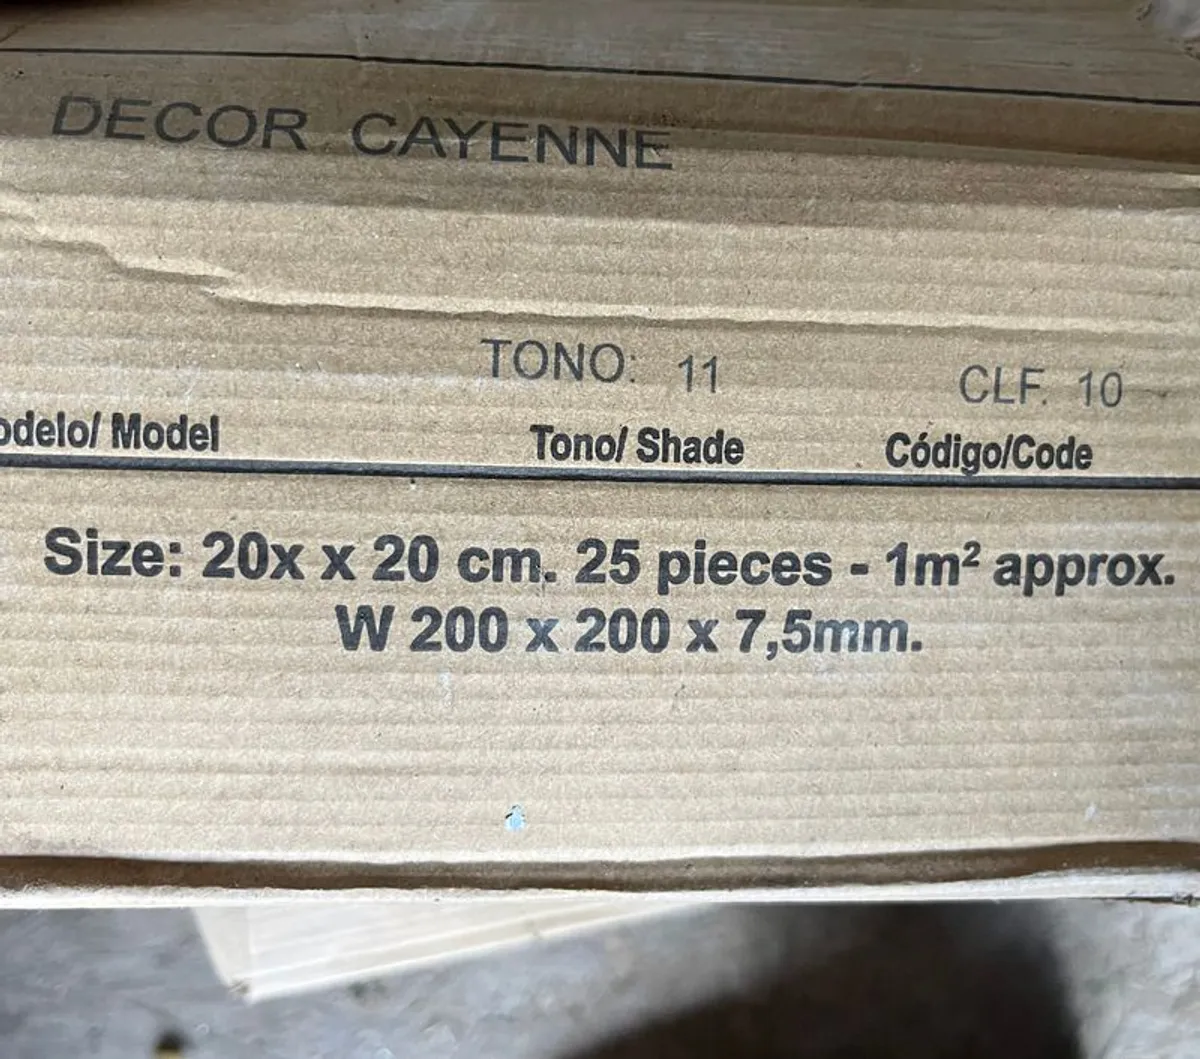 DECOR CAYENNE
TONO: 11 CLF. 10
odelo/ Model Tono/ Shade Código/Code
Size: 20x x 20 cm. 25 pieces - 1m² approx.
W 200 x 200 x 7,5mm.